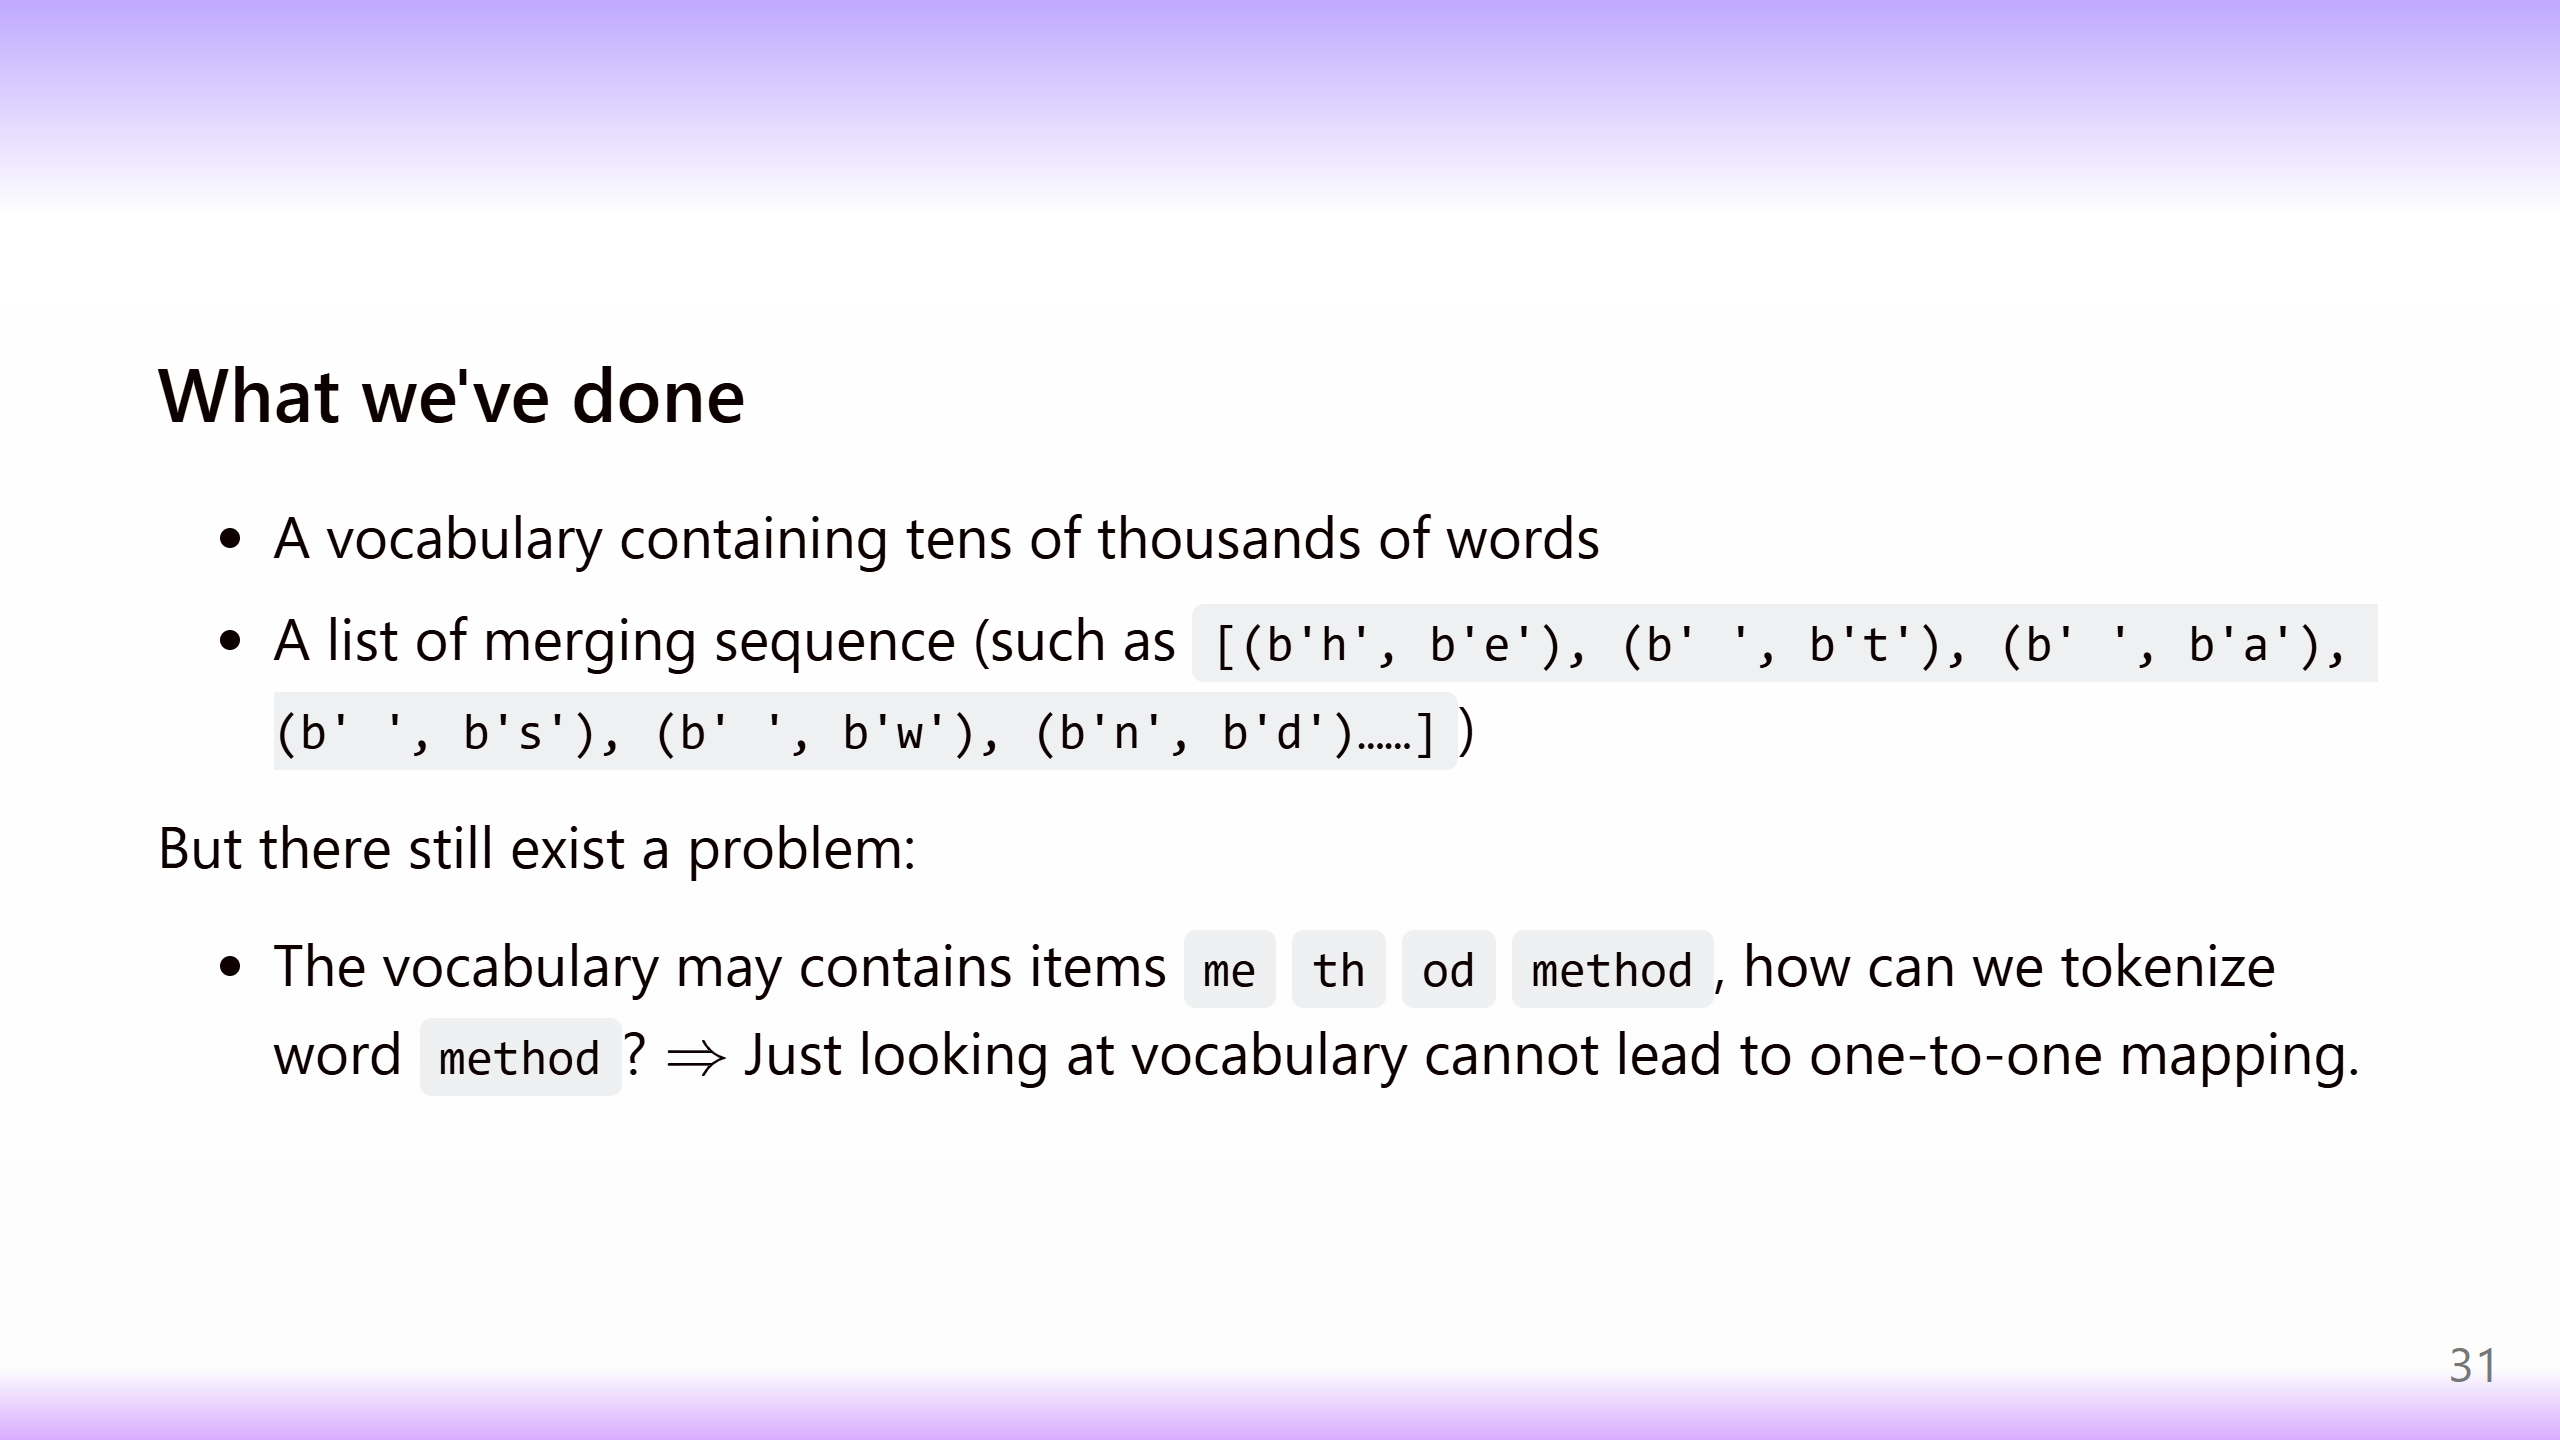 What we've done
• A vocabulary containing tens of thousands of words
• A list of merging sequence (such as [(b'h', b'e'), (b' ', b't'), (b' ', b'a'),
(b' ', b's'), (b' ', b'w'), (b'n', b'd')……] )
But there still exist a problem:
• The vocabulary may contains items me th od method, how can we tokenize
word method? ⇒ Just looking at vocabulary cannot lead to one-to-one mapping.
31